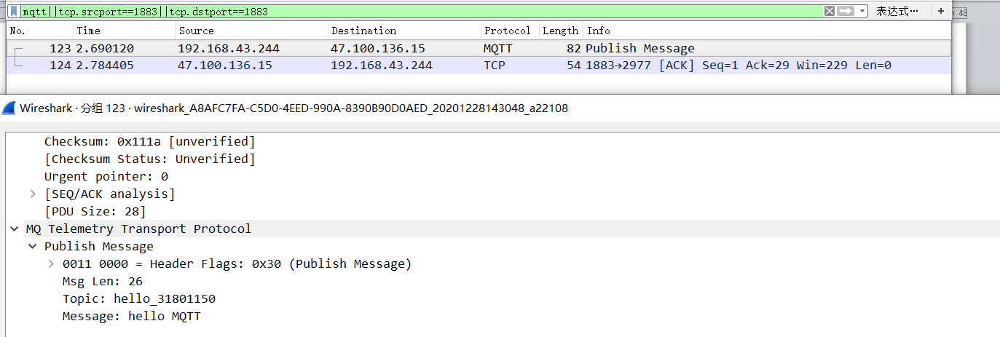 mqtt||tcp.srcport==1883||tcp.dstport==1883 表达式… + 48
No. Time Source Destination Protocol Length Info
123 2.690120 192.168.43.244 47.100.136.15 MQTT 82 Publish Message
124 2.784405 47.100.136.15 192.168.43.244 TCP 54 1883→2977 [ACK] Seq=1 Ack=29 Win=229 Len=0
Wireshark · 分组 123 · wireshark_A8AFC7FA-C5D0-4EED-990A-8390B90D0AED_20201228143048_a22108
Checksum: 0x111a [unverified]
[Checksum Status: Unverified]
Urgent pointer: 0
[SEQ/ACK analysis]
[PDU Size: 28]
MQ Telemetry Transport Protocol
Publish Message
0011 0000 = Header Flags: 0x30 (Publish Message)
Msg Len: 26
Topic: hello_31801150
Message: hello MQTT